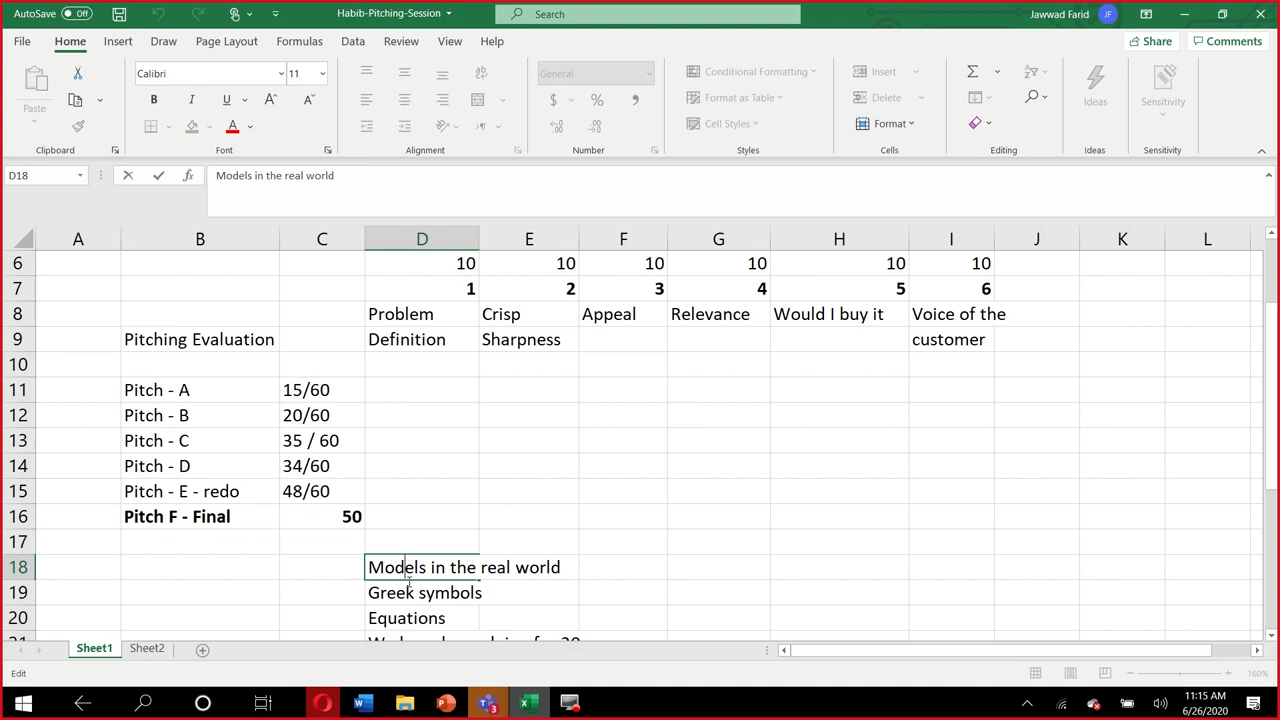 AutoSave Off Habib-Pitching-Session Search Jawwad Farid JF
File Home Insert Draw Page Layout Formulas Data Review View Help Share Comments
Paste Calibri 11 B I U A A A General $ % Conditional Formatting Format as Table Cell Styles Insert Delete Format Ideas Sensitivity
Clipboard Font Alignment Number Styles Cells Editing Ideas Sensitivity
D18 fx Models in the real world
A B C D E F G H I J K L
6 10 10 10 10 10 10
7 1 2 3 4 5 6
8 Problem Crisp Appeal Relevance Would I buy it Voice of the
9 Pitching Evaluation Definition Sharpness customer
10
11 Pitch - A 15/60
12 Pitch - B 20/60
13 Pitch - C 35 / 60
14 Pitch - D 34/60
15 Pitch - E - redo 48/60
16 Pitch F - Final 50
17
18 Models in the real world
19 Greek symbols
20 Equations
Sheet1 Sheet2
Edit 160%
3 11:15 AM
6/26/2020